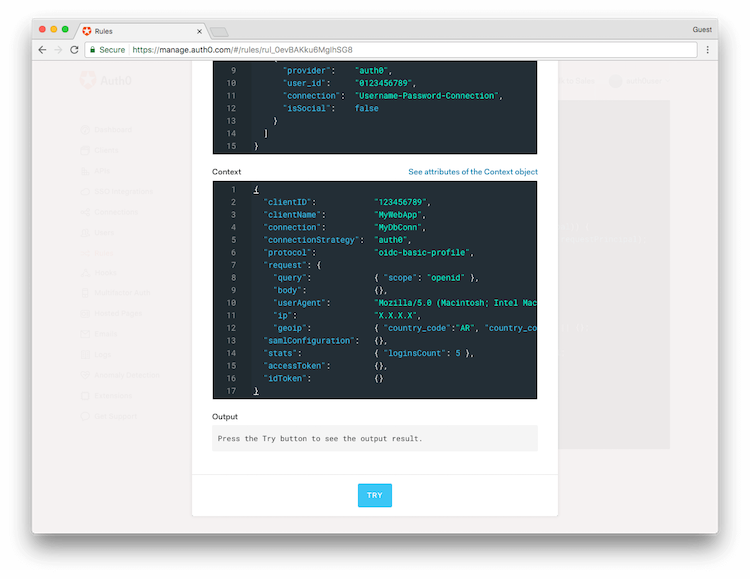 Rules
Guest
Secure
https://manage.auth0.com/#/rules/rul_0evBAKku6MglhSG8
Auth0
9 "provider": "auth0",
10 "user_id": "0123456789",
11 "connection": "Username-Password-Connection",
12 "isSocial": false
13 }
14 ]
15 }
Context
See attributes of the Context object
1 {
2 "clientID": "123456789",
3 "clientName": "MyWebApp",
4 "connection": "MyDbConn",
5 "connectionStrategy": "auth0",
6 "protocol": "oidc-basic-profile",
7 "request": {
8 "query": { "scope": "openid" },
9 "body": {},
10 "userAgent": "Mozilla/5.0 (Macintosh; Intel Mac
11 "ip": "X.X.X.X",
12 "geoip": { "country_code":"AR", "country_co
13 "samlConfiguration": {},
14 "stats": { "loginsCount": 5 },
15 "accessToken": {},
16 "idToken": {}
17 }
Output
Press the Try button to see the output result.
TRY